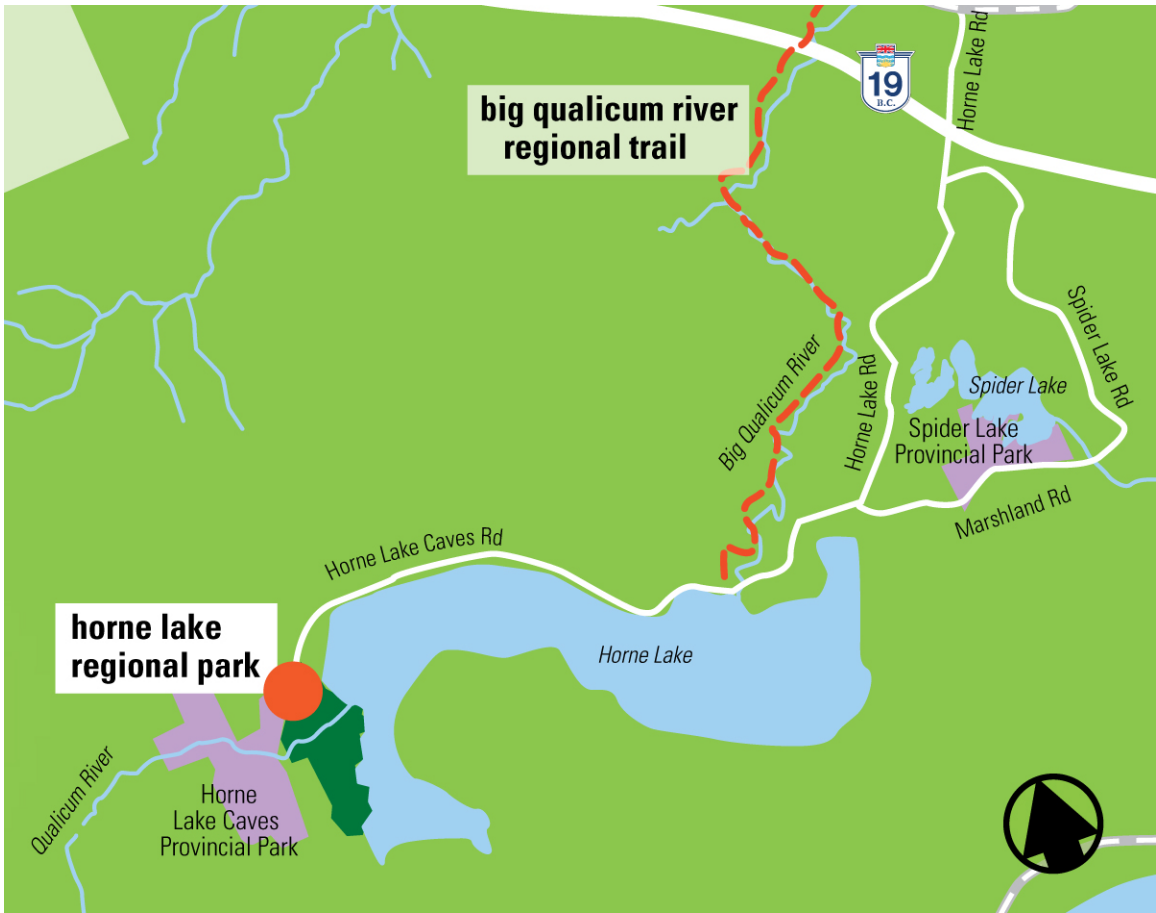 Horne Lake Rd
19
B.C.
big qualicum river
regional trail
Spider Lake Rd
Big Qualicum River
Horne Lake Rd
Spider Lake
Spider Lake
Provincial Park
Marshland Rd
Horne Lake Caves Rd
horne lake
regional park
Horne Lake
Qualicum River
Horne
Lake Caves
Provincial Park